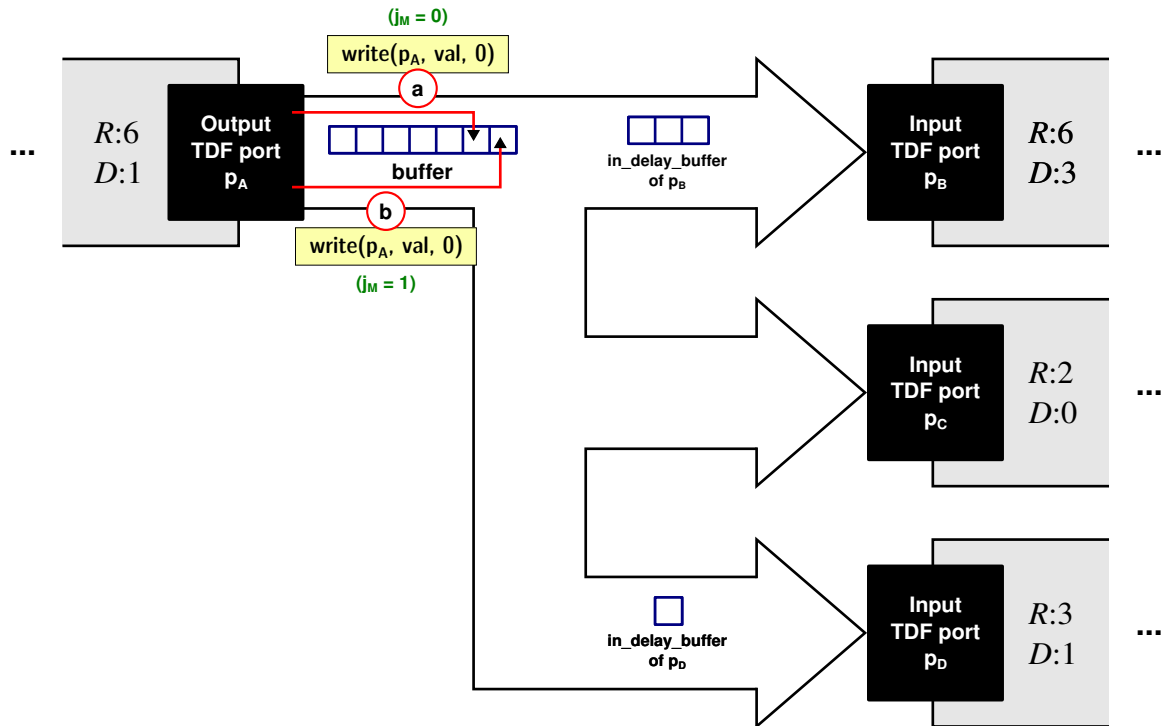 (jM = 0)
write(pA, val, 0)
a
...
R:6
D:1
Output
TDF port
pA
buffer
b
write(pA, val, 0)
(jM = 1)
in_delay_buffer
of pB
Input
TDF port
pB
R:6
D:3
...
Input
TDF port
pC
R:2
D:0
...
in_delay_buffer
of pD
Input
TDF port
pD
R:3
D:1
...